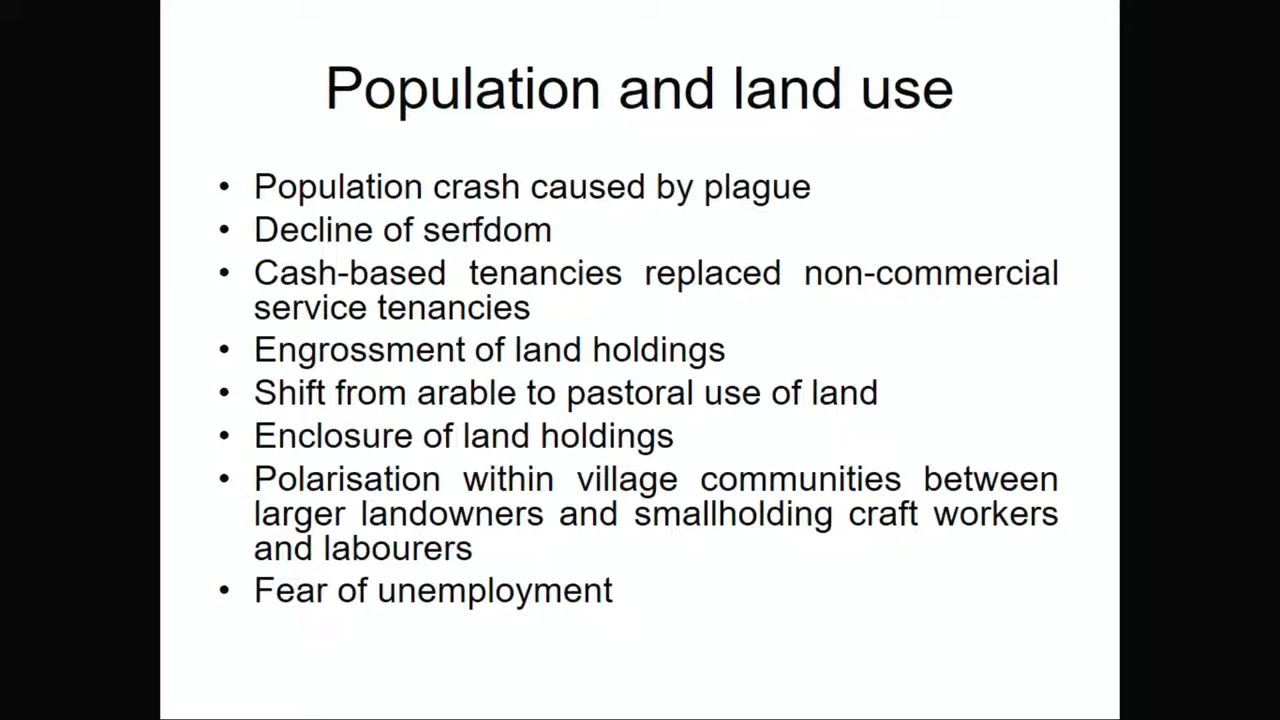 Population and land use
• Population crash caused by plague
• Decline of serfdom
• Cash-based tenancies replaced non-commercial
service tenancies
• Engrossment of land holdings
• Shift from arable to pastoral use of land
• Enclosure of land holdings
• Polarisation within village communities between
larger landowners and smallholding craft workers
and labourers
• Fear of unemployment